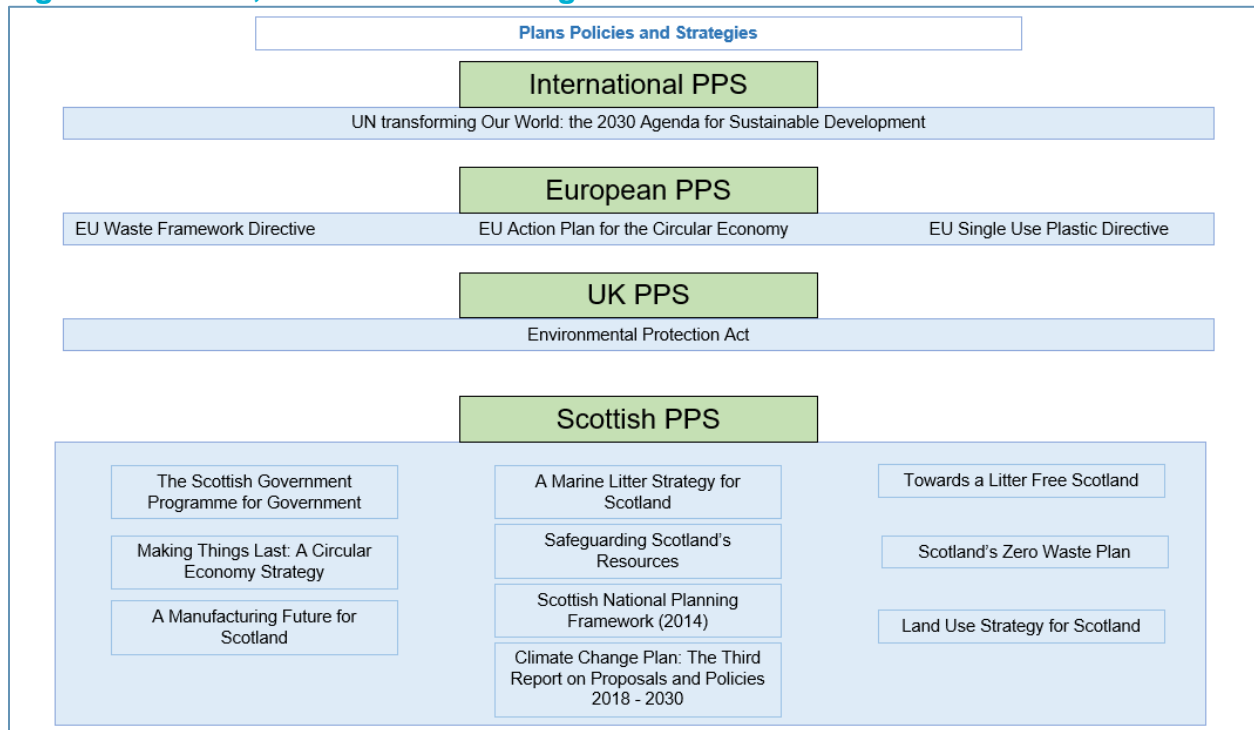 Plans Policies and Strategies
International PPS
UN transforming Our World: the 2030 Agenda for Sustainable Development
European PPS
EU Waste Framework Directive
EU Action Plan for the Circular Economy
EU Single Use Plastic Directive
UK PPS
Environmental Protection Act
Scottish PPS
The Scottish Government
Programme for Government
Making Things Last: A Circular
Economy Strategy
A Manufacturing Future for
Scotland
A Marine Litter Strategy for
Scotland
Safeguarding Scotland's
Resources
Scottish National Planning
Framework (2014)
Climate Change Plan: The Third
Report on Proposals and Policies
2018 - 2030
Towards a Litter Free Scotland
Scotland's Zero Waste Plan
Land Use Strategy for Scotland